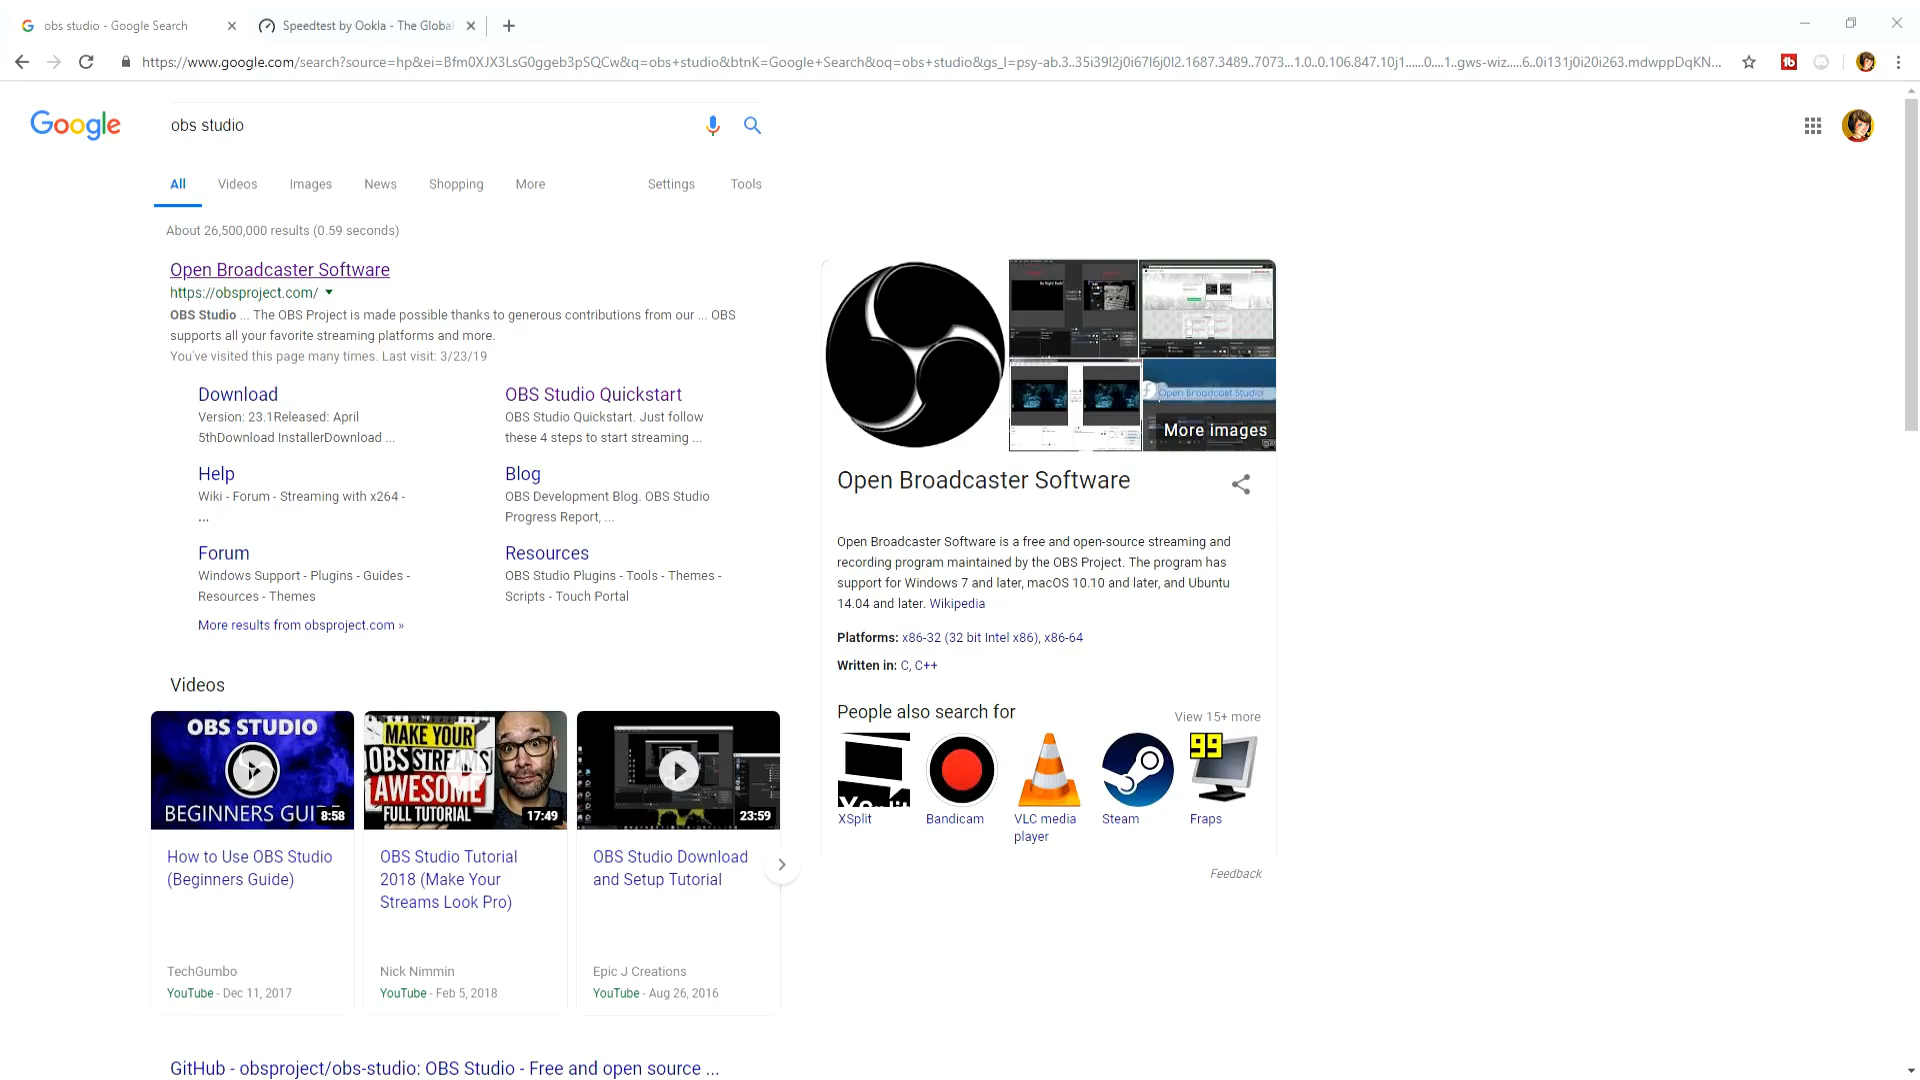 obs studio - Google Search
Speedtest by Ookla - The Global
https://www.google.com/search?source=hp&ei=Bfm0XJX3LsG0ggeb3pSQCw&q=obs+studio&btnK=Google+Search&oq=obs+studio&gs_l=psy-ab.3..35i39l2j0i67l6j0l2.1687.3489..7073...1.0..0.106.847.10j1......0....1..gws-wiz.....6..0i131j0i20i263.mdwppDqKN...
Google
obs studio
All Videos Images News Shopping More Settings Tools
About 26,500,000 results (0.59 seconds)
Open Broadcaster Software
https://obsproject.com/
OBS Studio ... The OBS Project is made possible thanks to generous contributions from our ... OBS
supports all your favorite streaming platforms and more.
You've visited this page many times. Last visit: 3/23/19
Download
Version: 23.1Released: April
5thDownload InstallerDownload ...
OBS Studio Quickstart
OBS Studio Quickstart. Just follow
these 4 steps to start streaming ...
Help
Wiki - Forum - Streaming with x264 -
...
Blog
OBS Development Blog. OBS Studio
Progress Report, ...
Forum
Windows Support - Plugins - Guides -
Resources - Themes
Resources
OBS Studio Plugins - Tools - Themes -
Scripts - Touch Portal
More results from obsproject.com »
Videos
OBS STUDIO
BEGINNERS GUI
8:58
How to Use OBS Studio
(Beginners Guide)
TechGumbo
YouTube - Dec 11, 2017
MAKE YOUR
OBS STREAMS
AWESOME
FULL TUTORIAL
17:49
OBS Studio Tutorial
2018 (Make Your
Streams Look Pro)
Nick Nimmin
YouTube - Feb 5, 2018
23:59
OBS Studio Download
and Setup Tutorial
Epic J Creations
YouTube - Aug 26, 2016
GitHub - obsproject/obs-studio: OBS Studio - Free and open source ...
Open Broadcast Studio
More images
Open Broadcaster Software
Open Broadcaster Software is a free and open-source streaming and
recording program maintained by the OBS Project. The program has
support for Windows 7 and later, macOS 10.10 and later, and Ubuntu
14.04 and later. Wikipedia
Platforms: x86-32 (32 bit Intel x86), x86-64
Written in: C, C++
People also search for
View 15+ more
XSplit
99
XSplit
Bandicam
VLC media
player
Steam
Fraps
Feedback